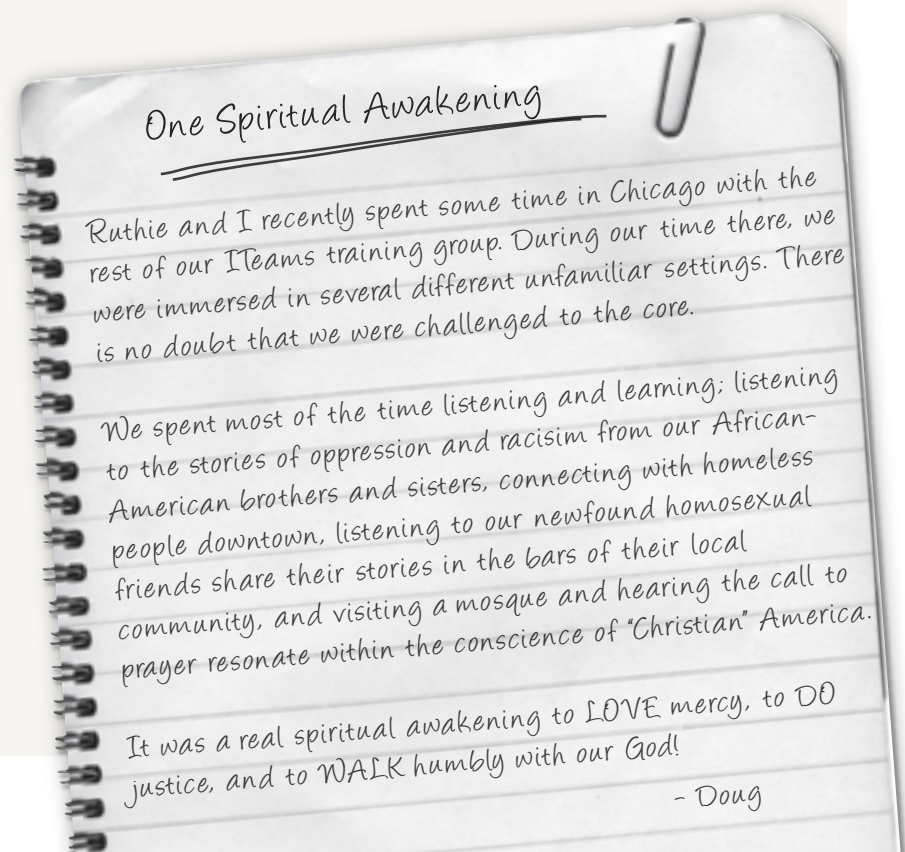 One Spiritual Awakening
Ruthie and I recently spent some time in Chicago with the
rest of our ITeams training group. During our time there, we
were immersed in several different unfamiliar settings. There
is no doubt that we were challenged to the core.
We spent most of the time listening and learning; listening
to the stories of oppression and racisim from our African-
American brothers and sisters, connecting with homeless
people downtown, listening to our newfound homosexual
friends share their stories in the bars of their local
community, and visiting a mosque and hearing the call to
prayer resonate within the conscience of "Christian" America.
It was a real spiritual awakening to LOVE mercy, to DO
justice, and to WALK humbly with our God!
- Doug